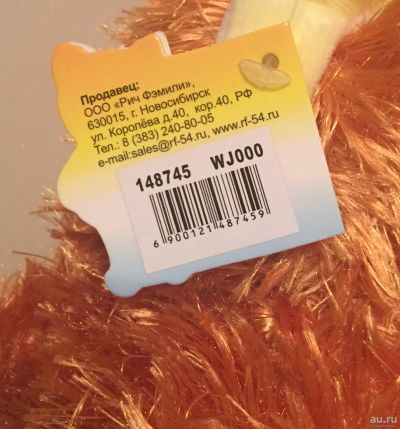 Продавец:
ООО «Рич Фэмили»,
630015, г. Новосибирск
ул. Королёва д.40, кор.40, РФ
Тел.: 8 (383) 240-80-05
e-mail:sales@rf-54.ru, www.rf-54.ru
148745 WJ000
6 900121 487459
au.ru